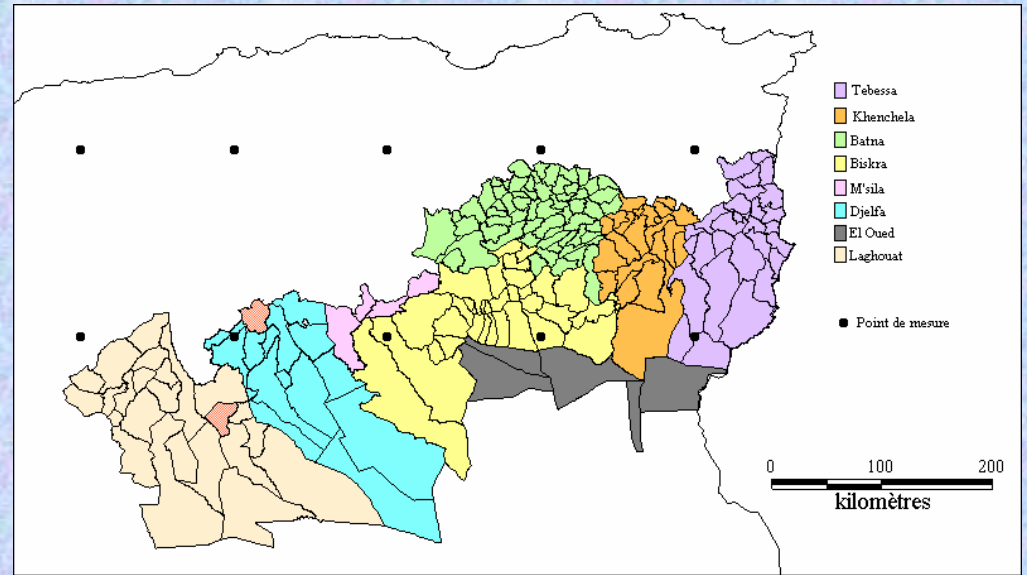 Tebessa
Khenchela
Batna
Biskra
M'sila
Djelfa
El Oued
Laghouat
Point de mesure
0 100 200
kilomètres